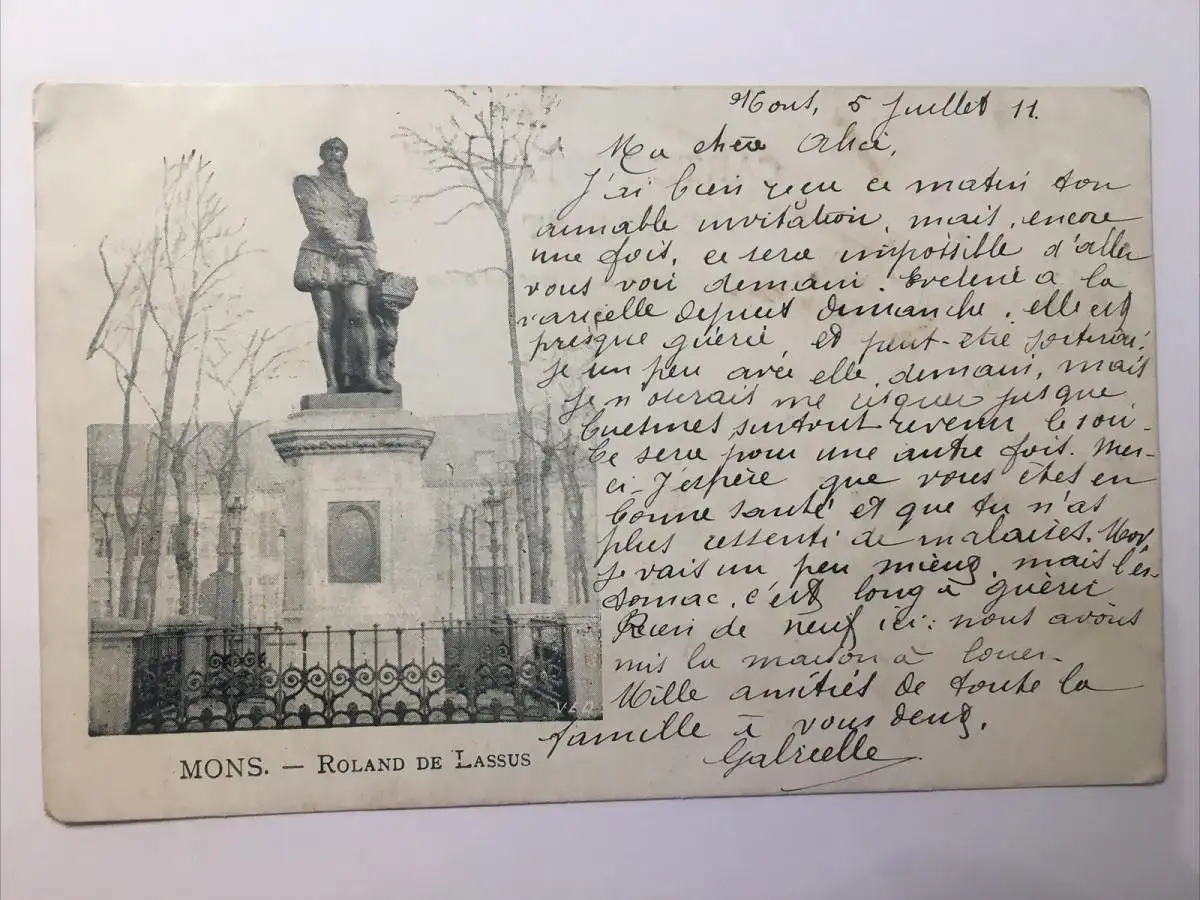 Mons, 5 Juillet 11.
Ma chère Alice,
J'ai bien reçu ce matin ton
aimable invitation, mais, encore
une fois, ce sera impossible d'aller
vous voir demain. Evelene a la
varicelle depuis dimanche, elle est
presque guérie, et peut-être sortirai-
je un peu avec elle, demain, mais
je n'oserais me risquer jusque
Cuesmes surtout revenir le soir.
Ce sera pour une autre fois. Mer-
ci. J'espère que vous êtes en
bonne santé et que tu n'as
plus ressenti de malaises. Moi
je vais un peu mieux, mais l'es-
tomac, c'est long à guérir
Rien de neuf ici: nous avons
mis la maison à louer.
Mille amitiés de toute la
famille à vous deux.
Gabrielle
MONS. — ROLAND DE LASSUS